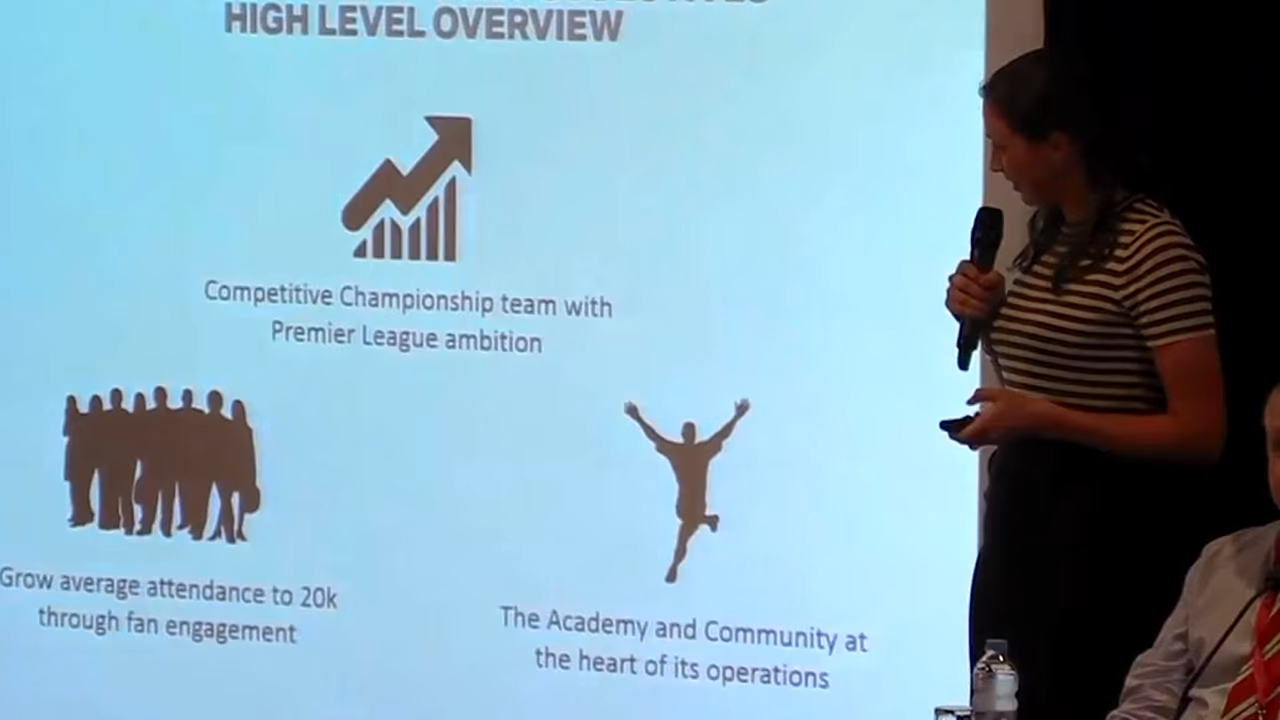 HIGH LEVEL OVERVIEW
Competitive Championship team with
Premier League ambition
Grow average attendance to 20k
through fan engagement
The Academy and Community at
the heart of its operations